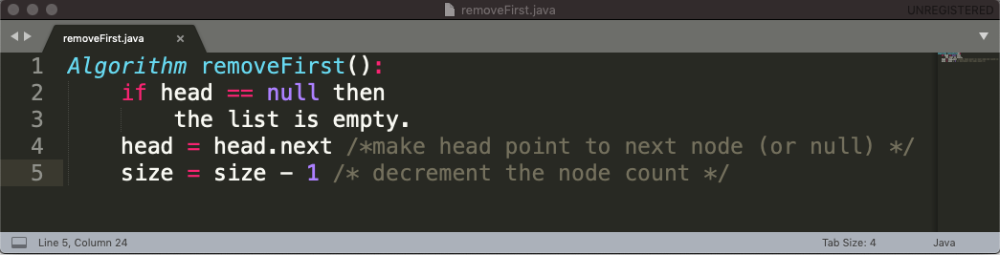 removeFirst.java
UNREGISTERED
removeFirst.java ×
1 Algorithm removeFirst():
2 if head == null then
3 the list is empty.
4 head = head.next /*make head point to next node (or null) */
5 size = size - 1 /* decrement the node count */
Line 5, Column 24
Tab Size: 4
Java